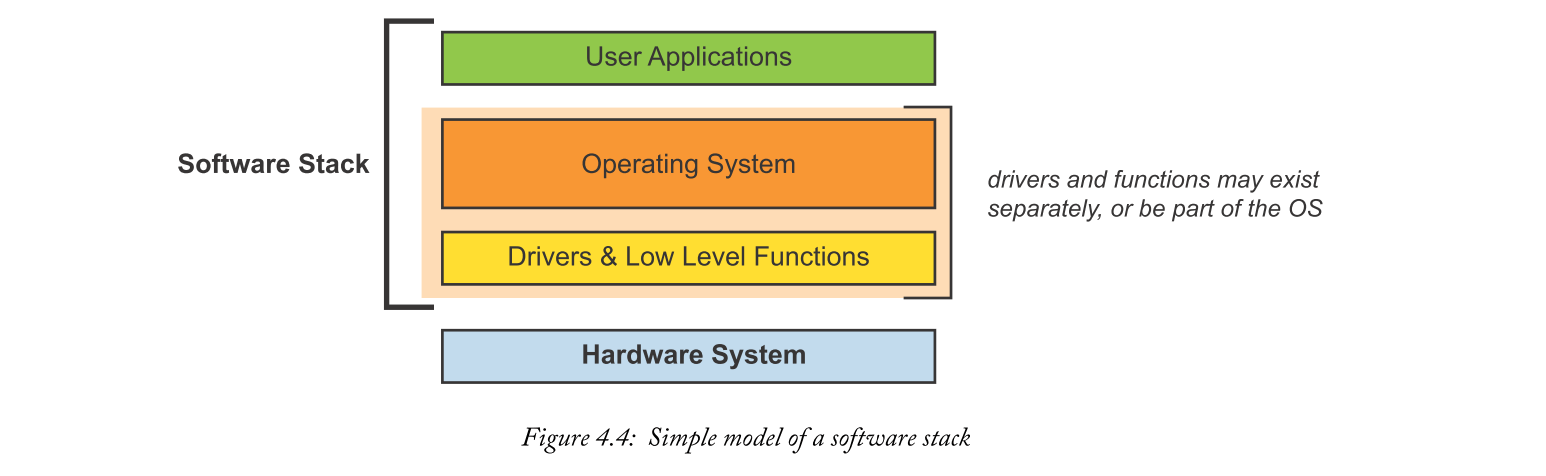 User Applications
Software Stack
Operating System
drivers and functions may exist
separately, or be part of the OS
Drivers & Low Level Functions
Hardware System
Figure 4.4: Simple model of a software stack